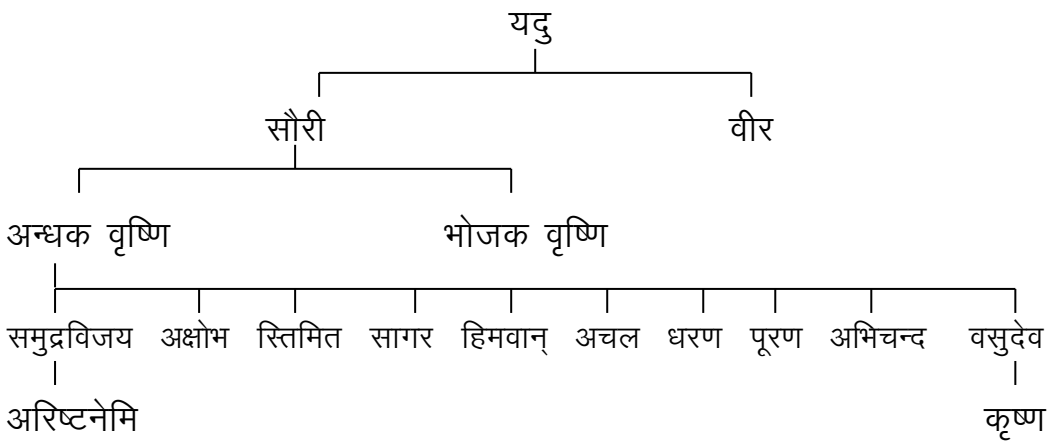 यदु
सौरी वीर
अन्धक वृष्णि भोजक वृष्णि
समुद्रविजय अक्षोभ स्तिमित सागर हिमवान् अचल धरण पूरण अभिचन्द वसुदेव
अरिष्टनेमि कृष्ण